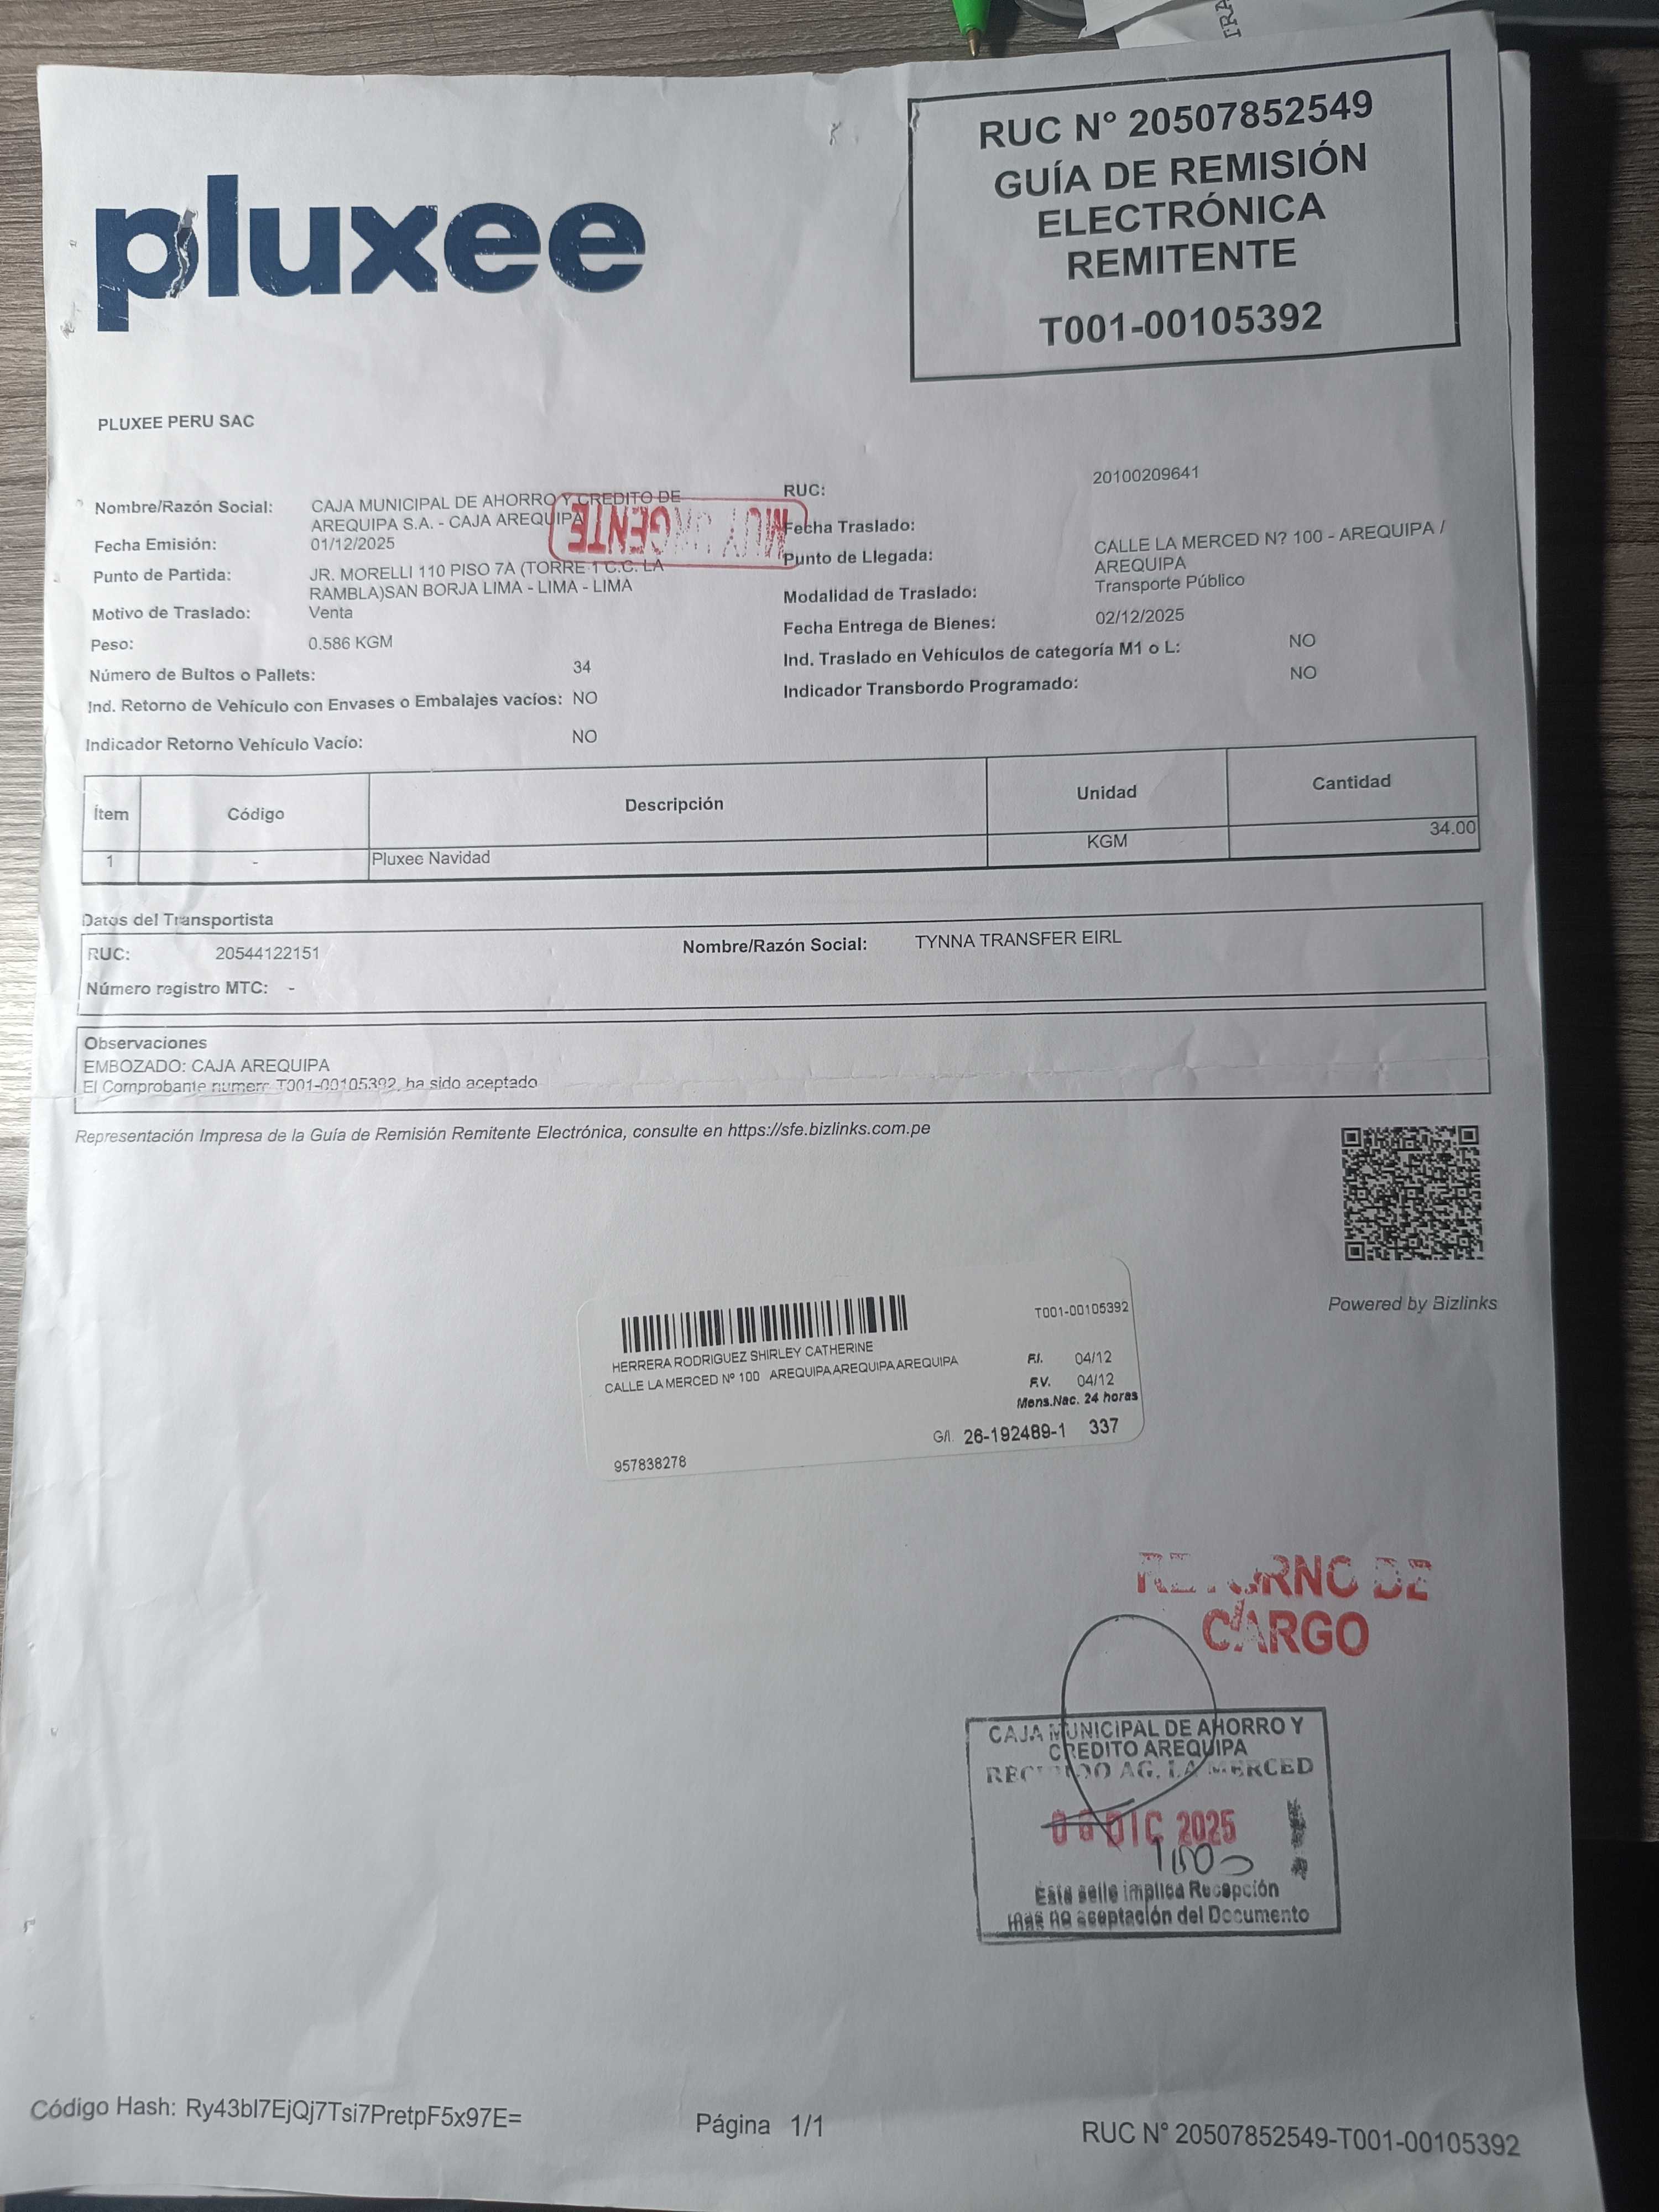 RUC N° 20507852549
GUÍA DE REMISIÓN
ELECTRÓNICA
REMITENTE
T001-00105392
pluxee
PLUXEE PERU SAC
Nombre/Razón Social: CAJA MUNICIPAL DE AHORRO Y CREDITO DE
AREQUIPA S.A. - CAJA AREQUIPA
RUC: 20100209641
MUY URGENTE
Fecha Emisión: 01/12/2025
Fecha Traslado:
Punto de Partida: JR. MORELLI 110 PISO 7A (TORRE 1 C.C. LA
RAMBLA)SAN BORJA LIMA - LIMA - LIMA
Punto de Llegada: CALLE LA MERCED N? 100 - AREQUIPA /
AREQUIPA
Motivo de Traslado: Venta
Modalidad de Traslado: Transporte Público
Peso: 0.586 KGM
Fecha Entrega de Bienes: 02/12/2025
Número de Bultos o Pallets: 34
Ind. Traslado en Vehículos de categoría M1 o L: NO
Ind. Retorno de Vehículo con Envases o Embalajes vacíos: NO
Indicador Transbordo Programado: NO
Indicador Retorno Vehículo Vacío: NO
Ítem Código Descripción Unidad Cantidad
1 - Pluxee Navidad KGM 34.00
Datos del Transportista
RUC: 20544122151 Nombre/Razón Social: TYNNA TRANSFER EIRL
Número registro MTC: -
Observaciones
EMBOZADO: CAJA AREQUIPA
El Comprobante numero T001-00105392, ha sido aceptado
Representación Impresa de la Guía de Remisión Remitente Electrónica, consulte en https://sfe.bizlinks.com.pe
Powered by Bizlinks
T001-00105392
HERRERA RODRIGUEZ SHIRLEY CATHERINE
CALLE LA MERCED Nº 100 AREQUIPAAREQUIPAAREQUIPA
F.I. 04/12
F.V. 04/12
Mens.Nac. 24 horas
G/I. 26-192489-1 337
957838278
RETORNO DE
CARGO
CAJA MUNICIPAL DE AHORRO Y
CREDITO AREQUIPA
RECIBIDO AG. LA MERCED
DIC 2025
Este sello implica Recepción
mas no aceptación del Documento
Código Hash: Ry43bI7EjQj7Tsi7PretpF5x97E=
Página 1/1
RUC N° 20507852549-T001-00105392